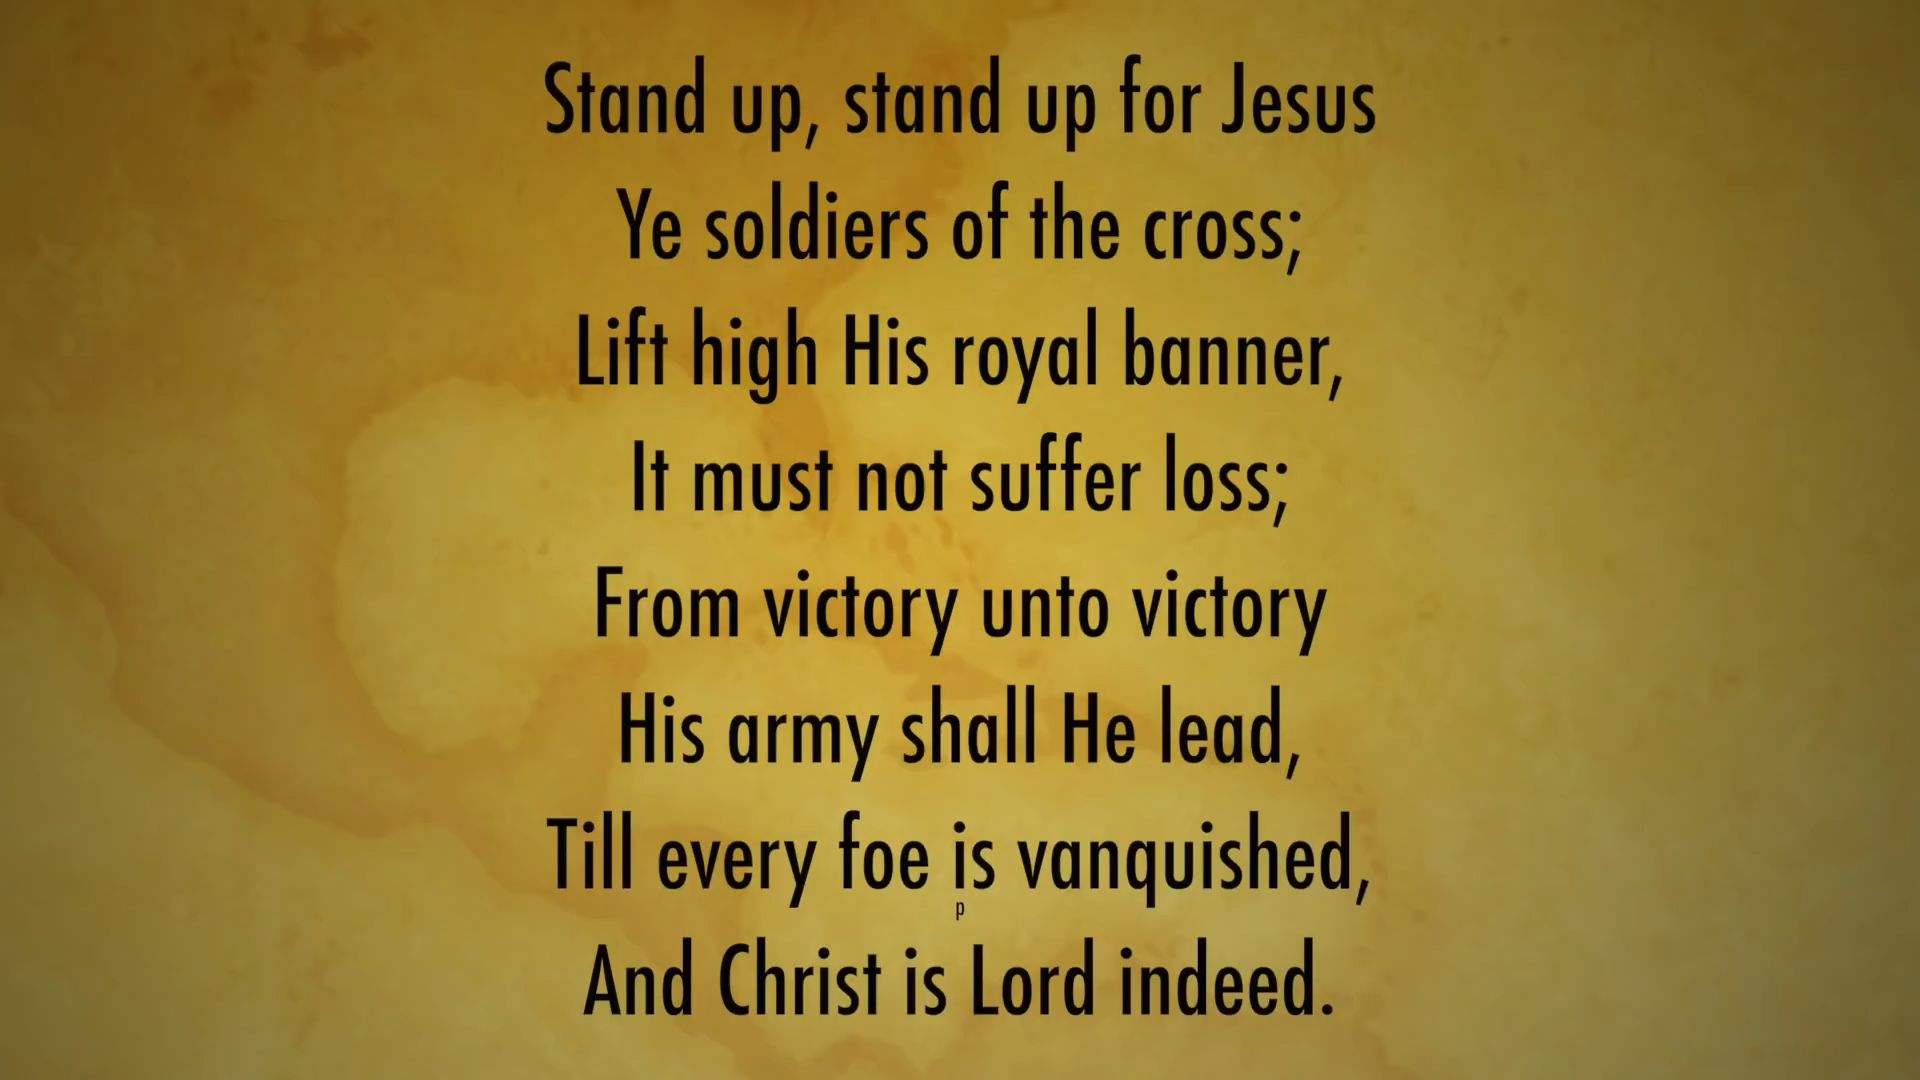 Stand up, stand up for Jesus
Ye soldiers of the cross;
Lift high His royal banner,
It must not suffer loss;
From victory unto victory
His army shall He lead,
Till every foe is vanquished,
p
And Christ is Lord indeed.